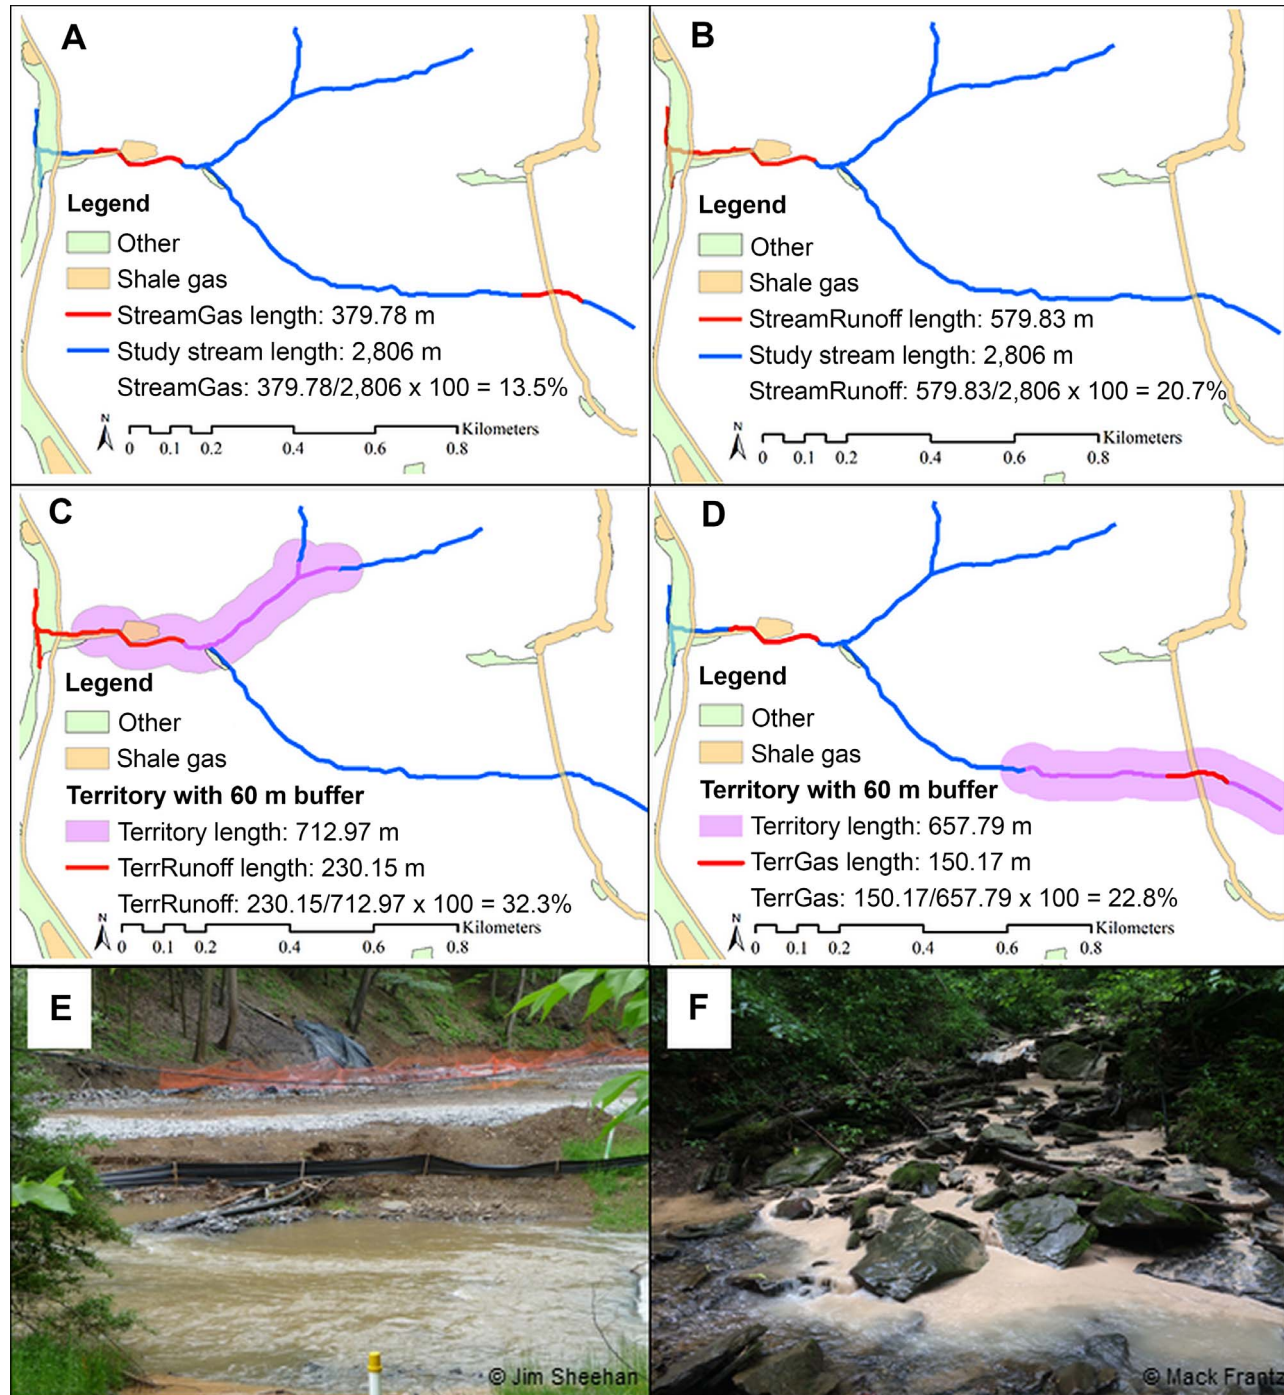 A
Legend
Other
Shale gas
StreamGas length: 379.78 m
Study stream length: 2,806 m
StreamGas: 379.78/2,806 x 100 = 13.5%
N
Kilometers
0 0.1 0.2 0.4 0.6 0.8
B
Legend
Other
Shale gas
StreamRunoff length: 579.83 m
Study stream length: 2,806 m
StreamRunoff: 579.83/2,806 x 100 = 20.7%
N
Kilometers
0 0.1 0.2 0.4 0.6 0.8
C
Legend
Other
Shale gas
Territory with 60 m buffer
Territory length: 712.97 m
TerrRunoff length: 230.15 m
TerrRunoff: 230.15/712.97 x 100 = 32.3%
N
Kilometers
0 0.1 0.2 0.4 0.6 0.8
D
Legend
Other
Shale gas
Territory with 60 m buffer
Territory length: 657.79 m
TerrGas length: 150.17 m
TerrGas: 150.17/657.79 x 100 = 22.8%
N
Kilometers
0 0.1 0.2 0.4 0.6 0.8
E
© Jim Sheehan
F
© Mack Frantz